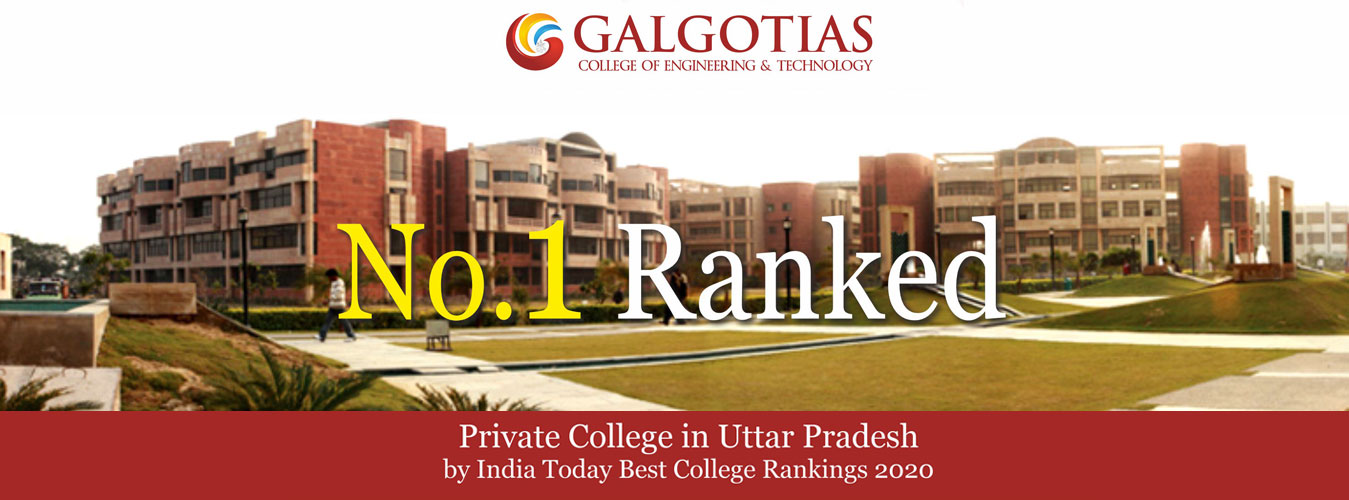 GALGOTIAS
COLLEGE OF ENGINEERING & TECHNOLOGY
No.1 Ranked
Private College in Uttar Pradesh
by India Today Best College Rankings 2020